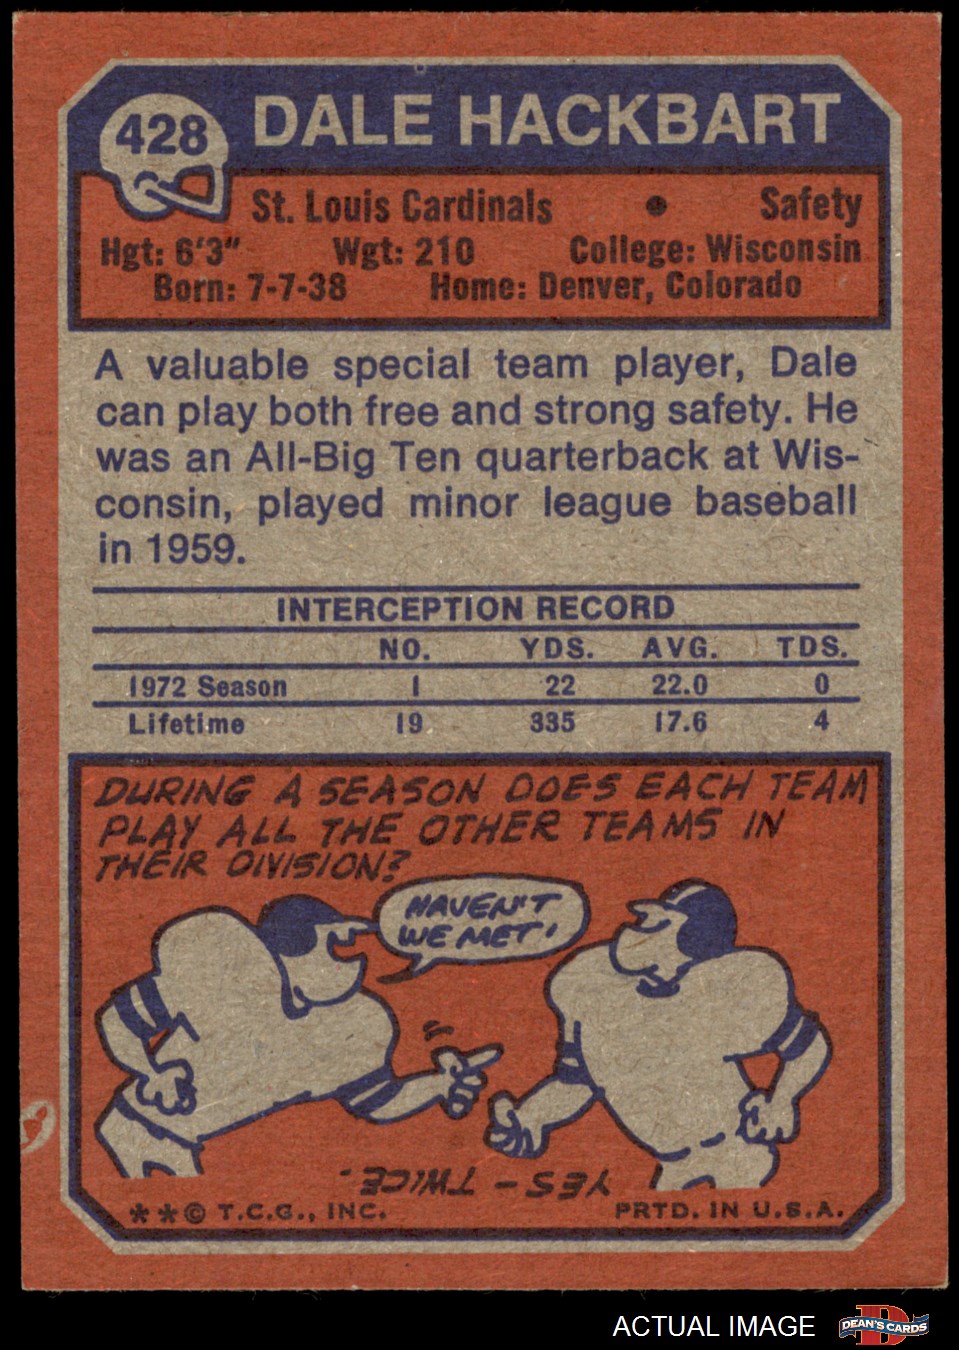 428
DALE HACKBART
St. Louis Cardinals • Safety
Hgt: 6'3" Wgt: 210 College: Wisconsin
Born: 7-7-38 Home: Denver, Colorado
A valuable special team player, Dale
can play both free and strong safety. He
was an All-Big Ten quarterback at Wis-
consin, played minor league baseball
in 1959.
INTERCEPTION RECORD
NO. YDS. AVG. TDS.
1972 Season 1 22 22.0 0
Lifetime 19 335 17.6 4
DURING A SEASON DOES EACH TEAM
PLAY ALL THE OTHER TEAMS IN
THEIR DIVISION?
HAVEN'T
WE MET!
YES - TWICE.
**© T.C.G., INC. PRTD. IN U.S.A.
ACTUAL IMAGE
D
DEAN'S CARDS